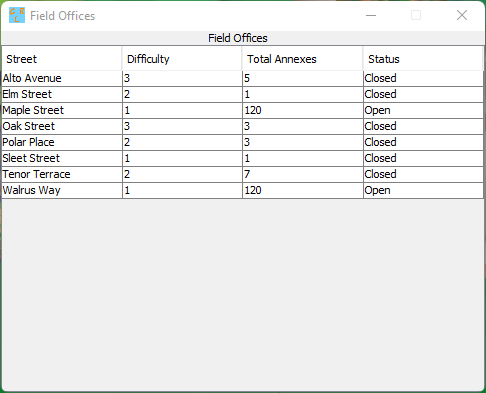 Field Offices
Field Offices
Street Difficulty Total Annexes Status
Alto Avenue 3 5 Closed
Elm Street 2 1 Closed
Maple Street 1 120 Open
Oak Street 3 3 Closed
Polar Place 2 3 Closed
Sleet Street 1 1 Closed
Tenor Terrace 2 7 Closed
Walrus Way 1 120 Open